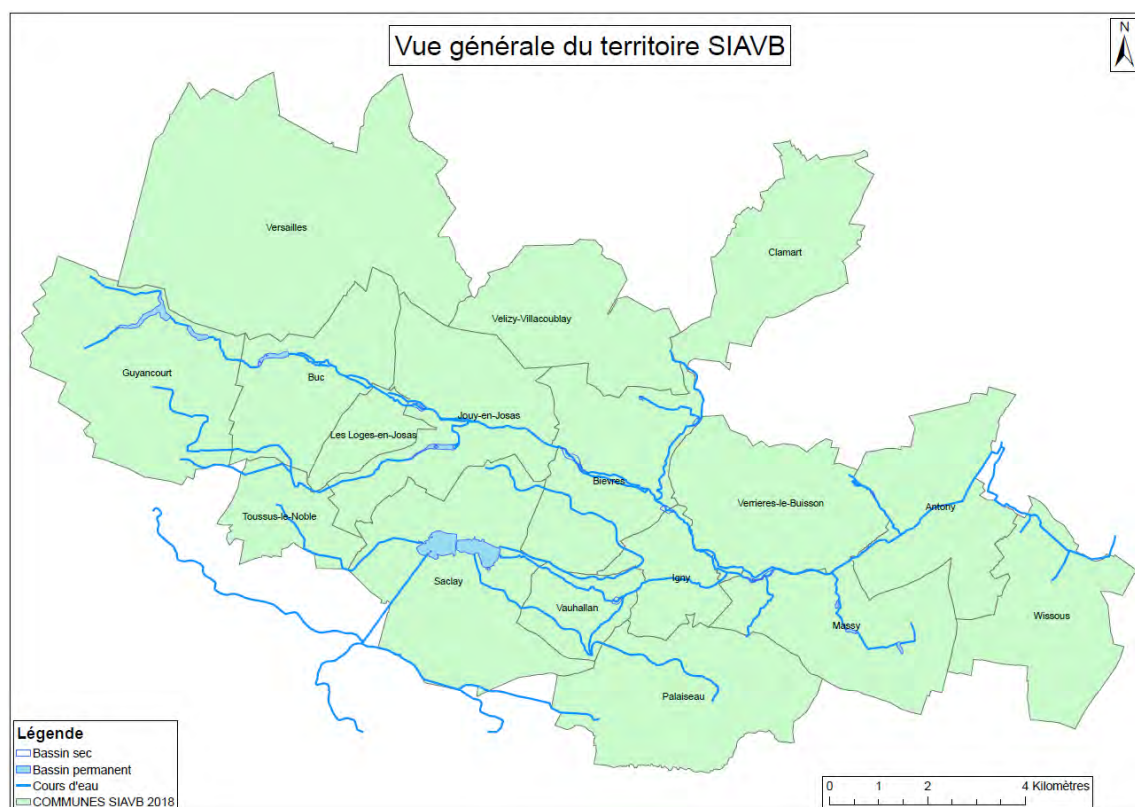 Vue générale du territoire SIAVB
N
Versailles
Clamart
Velizy-Villacoublay
Guyancourt
Buc
Jouy-en-Josas
Les Loges-en-Josas
Bièvres
Verrieres-le-Buisson
Antony
Toussus-le-Noble
Saclay
Igny
Vauhallan
Wissous
Massy
Palaiseau
Légende
Bassin sec
Bassin permanent
Cours d'eau
COMMUNES SIAVB 2018
0 1 2 4 Kilomètres